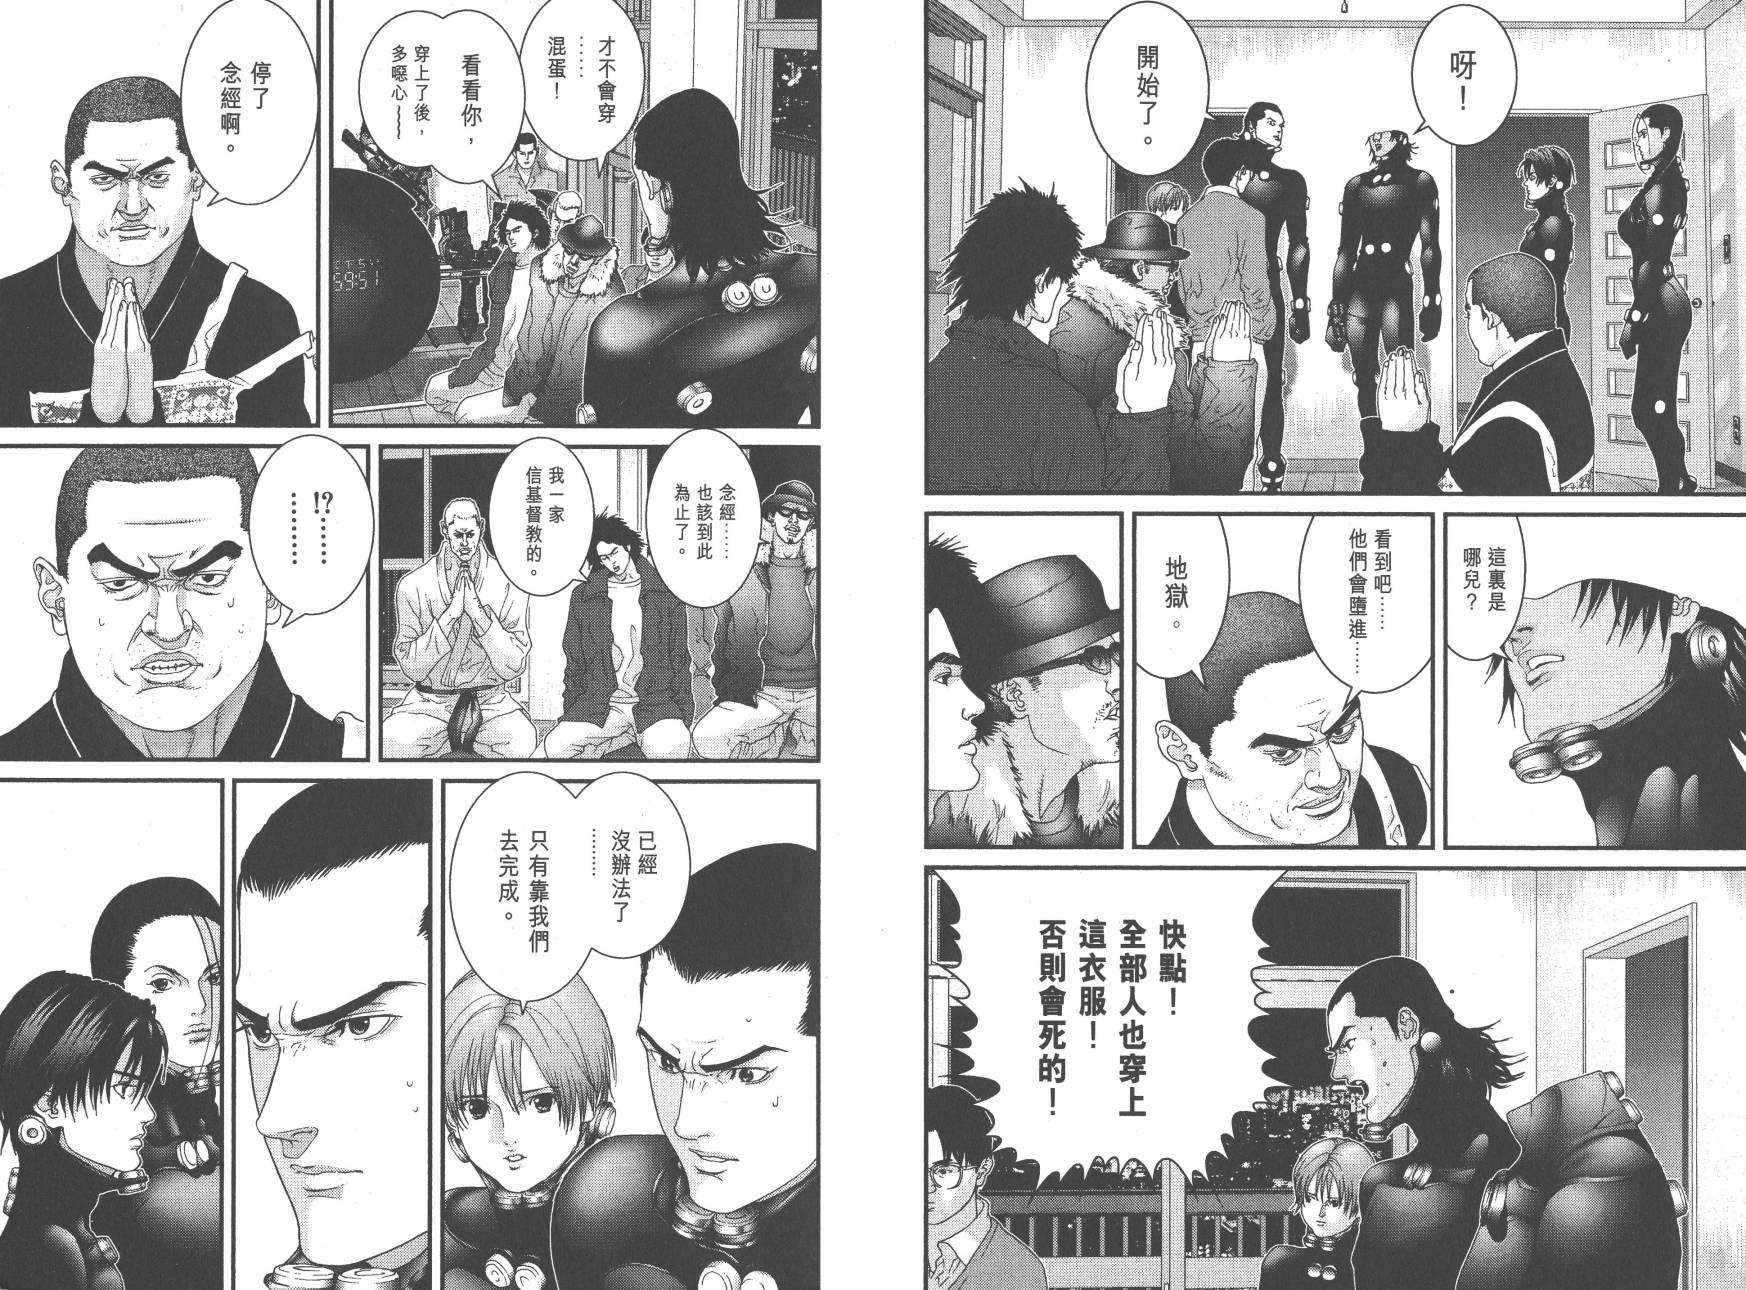 呀！
開始了。
這裏是
哪兒？
看到吧……
他們會墮進……
地獄。
快點！
全部人也穿上
這衣服！
否則會死的！
才不會穿
……
混蛋！
看看你，
穿上了後，
多噁心～～
停了
念經啊。
59:51
念經……
也該到此
為止了。
我一家
信基督教的。
!?……
……
已經
沒辦法了
………
只有靠我們
去完成。